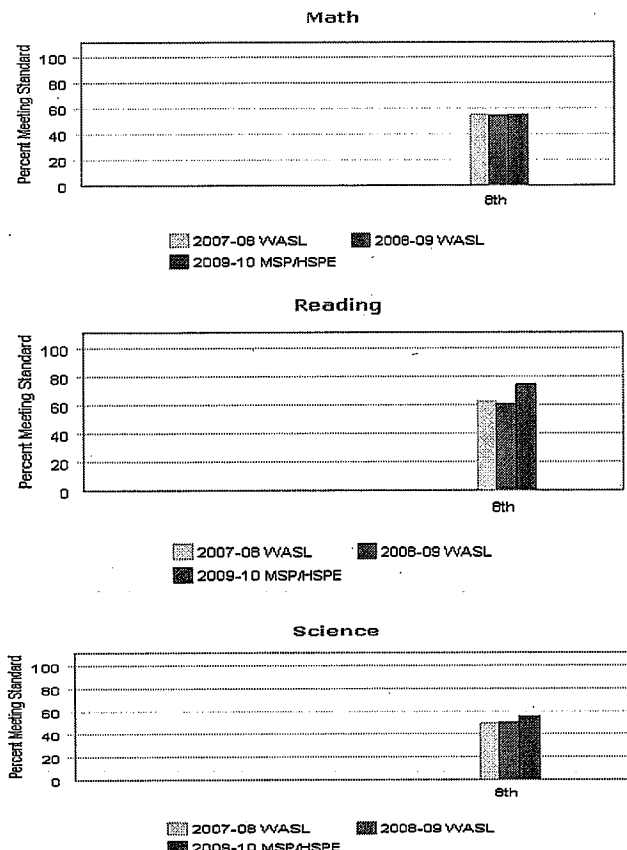 Math
Percent Meeting Standard
100
80
60
40
20
0
8th
2007-08 WASL 2008-09 WASL
2009-10 MSP/HSPE
Reading
Percent Meeting Standard
100
80
60
40
20
0
8th
2007-08 WASL 2008-09 WASL
2009-10 MSP/HSPE
Science
Percent Meeting Standard
100
80
60
40
20
0
8th
2007-08 WASL 2008-09 WASL
2009-10 MSP/HSPE